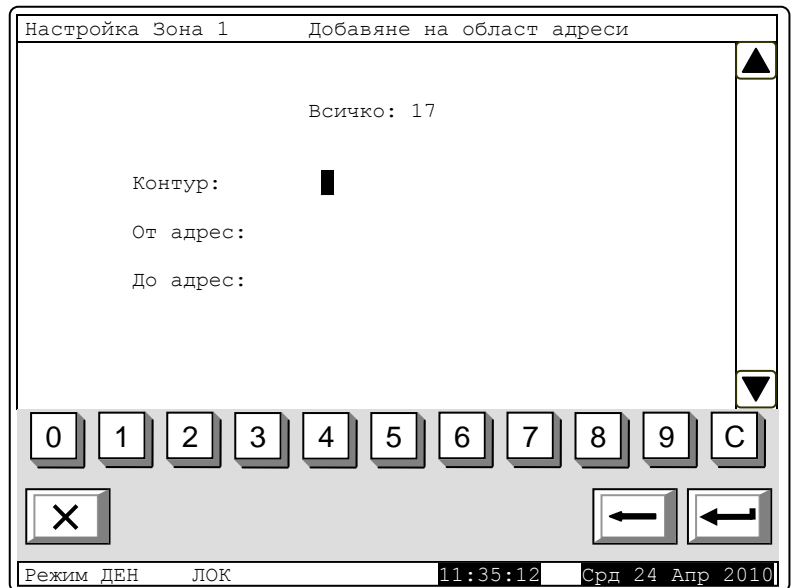 Настройка Зона 1 Добавяне на област адреси
Всичко: 17
Контур:
От адрес:
До адрес:
0 1 2 3 4 5 6 7 8 9 C
Режим ДЕН ЛОК 11:35:12 Срд 24 Апр 2010